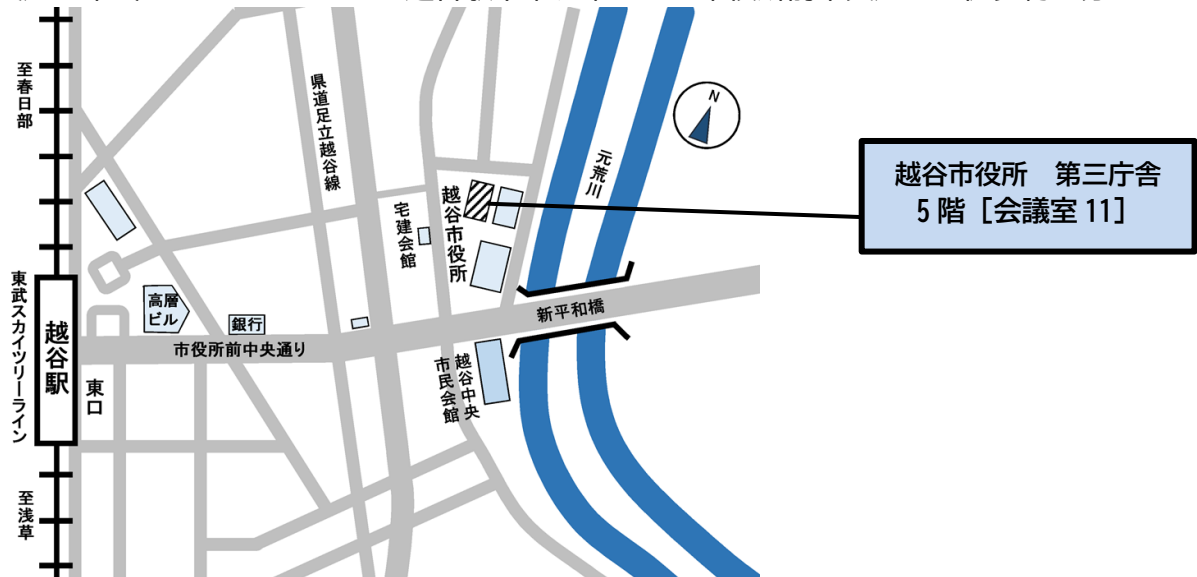 至春日部
県道足立越谷線
N
元荒川
越谷市役所　第三庁舎
5階［会議室11］
越谷市役所
宅建会館
東武スカイツリーライン
越谷駅
東口
高層
ビル
銀行
市役所前中央通り
新平和橋
越谷中央
市民会館
至浅草